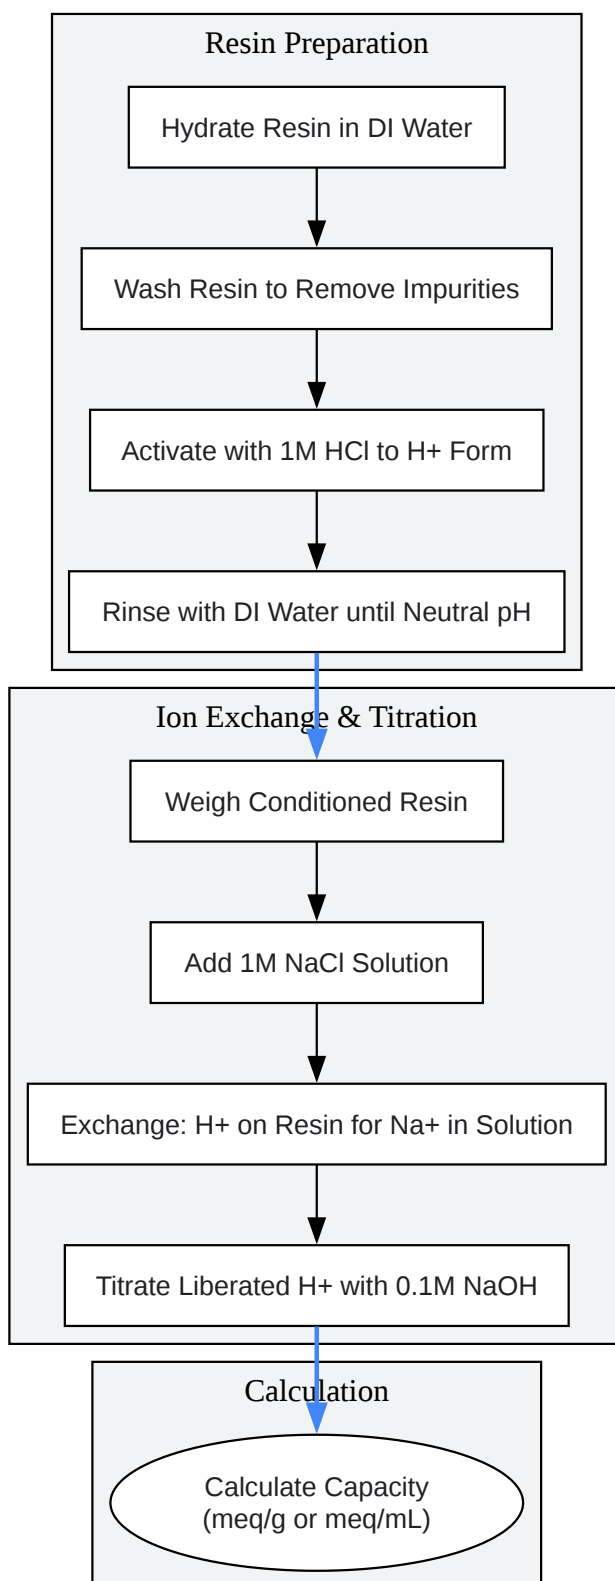 Resin Preparation
Hydrate Resin in DI Water
Wash Resin to Remove Impurities
Activate with 1M HCl to H+ Form
Rinse with DI Water until Neutral pH
Ion Exchange & Titration
Weigh Conditioned Resin
Add 1M NaCl Solution
Exchange: H+ on Resin for Na+ in Solution
Titrate Liberated H+ with 0.1M NaOH
Calculation
Calculate Capacity
(meq/g or meq/mL)